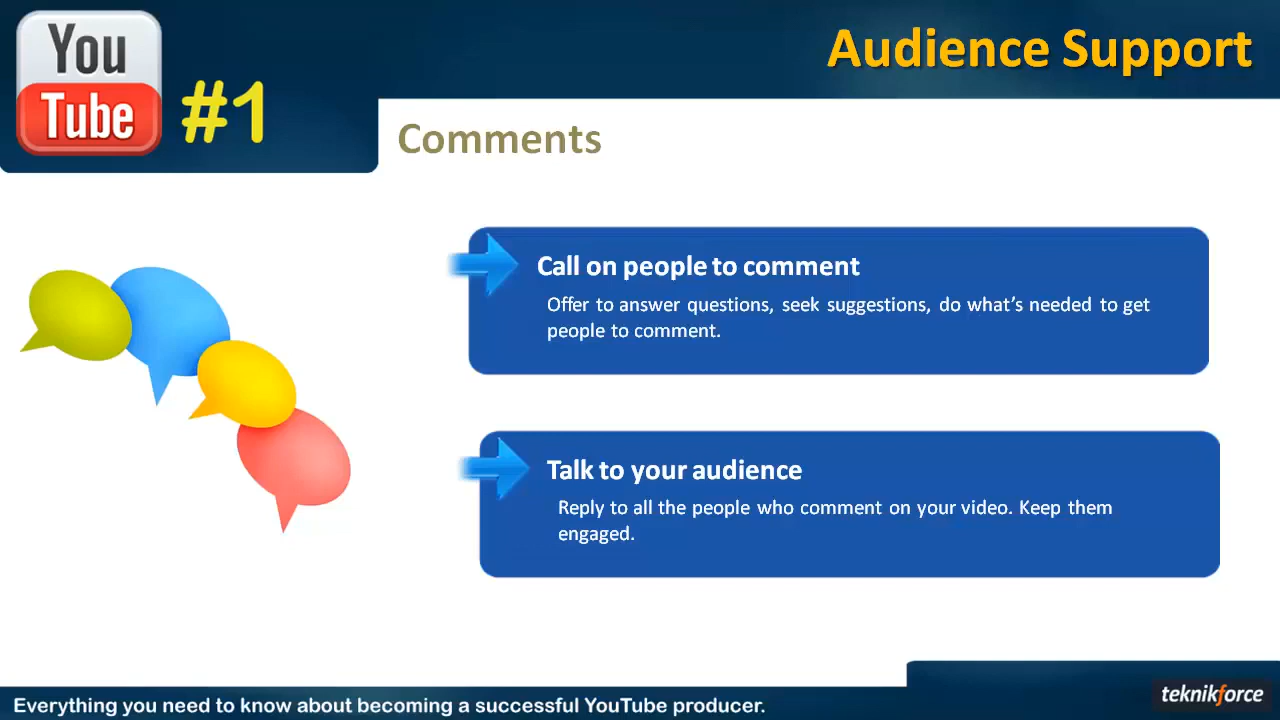 You
Tube
#1
Audience Support
Comments
Call on people to comment
Offer to answer questions, seek suggestions, do what's needed to get
people to comment.
Talk to your audience
Reply to all the people who comment on your video. Keep them
engaged.
Everything you need to know about becoming a successful YouTube producer.
teknikforce